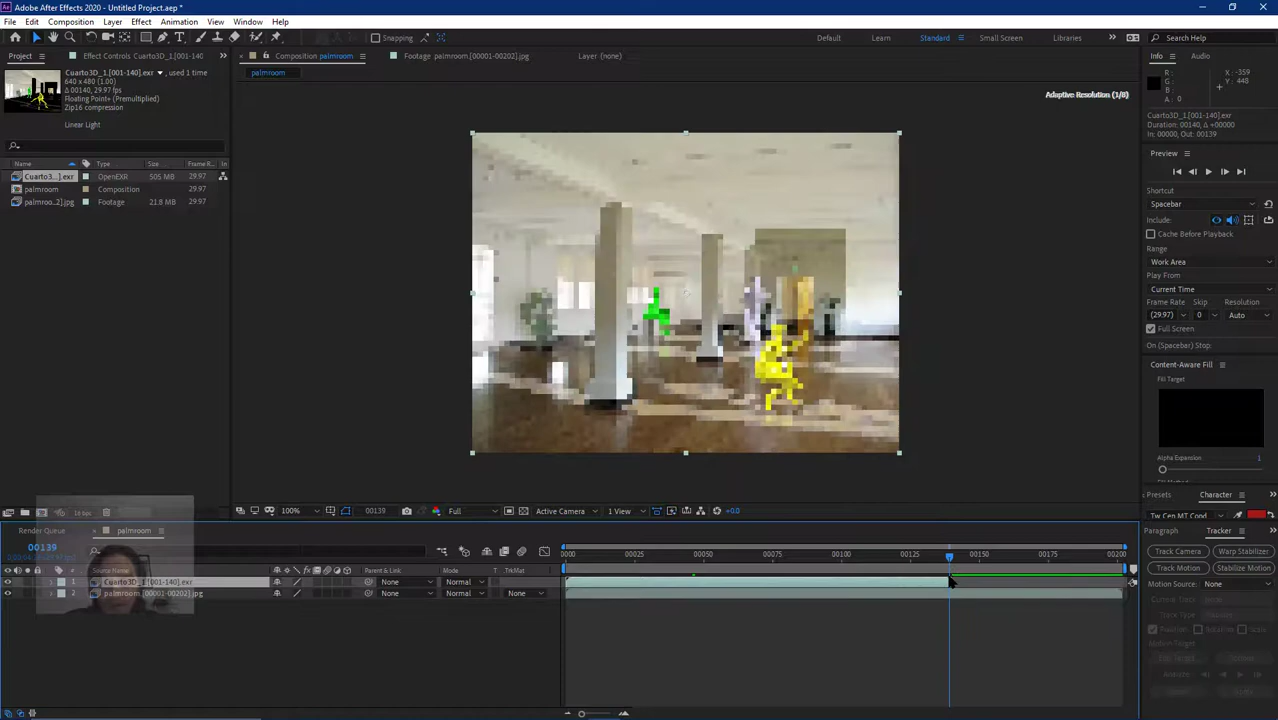 Adobe After Effects 2020 - Untitled Project.aep *
File Edit Composition Layer Effect Animation View Window Help
Snapping
Default Learn Standard Small Screen Libraries
Search Help
Project Effect Controls Cuarto3D_1.[001-140]
Composition palmroom Footage palmroom.[00001-00202].jpg Layer (none)
palmroom
Cuarto3D_1.[001-140].exr , used 1 time
640 x 480 (1.00)
Δ 00140, 29.97 fps
Floating Point+ (Premultiplied)
Zip16 compression
Linear Light
Name Type Size Frame R... In
Cuarto3...].exr OpenEXR 505 MB 29.97
palmroom Composition 29.97
palmroo...2].jpg Footage 21.8 MB 29.97
Adaptive Resolution (1/8)
Info Audio
R :
G :
B :
A : 0
X : -359
Y : 448
Cuarto3D_1.[001-140].exr
Duration: 00140, Δ +00000
In: 00000, Out: 00139
Preview
Shortcut
Spacebar
Include:
Cache Before Playback
Range
Work Area
Play From
Current Time
Frame Rate Skip Resolution
(29.97) 0 Auto
Full Screen
On (Spacebar) Stop:
Content-Aware Fill
Fill Target
Alpha Expansion 1
100% 00139 Full Active Camera 1 View +0.0
Presets Character
Tw Cen MT Cond
Paragraph Tracker
Track Camera Warp Stabilizer
Track Motion Stabilize Motion
Motion Source: None
Render Queue palmroom
00139
0000 00025 00050 00075 00100 00125 00150 00175 00200
# Source Name Parent & Link Mode T TrkMat
1 Cuarto3D_1.[001-140].exr None Normal
2 palmroom.[00001-00202].jpg None Normal None